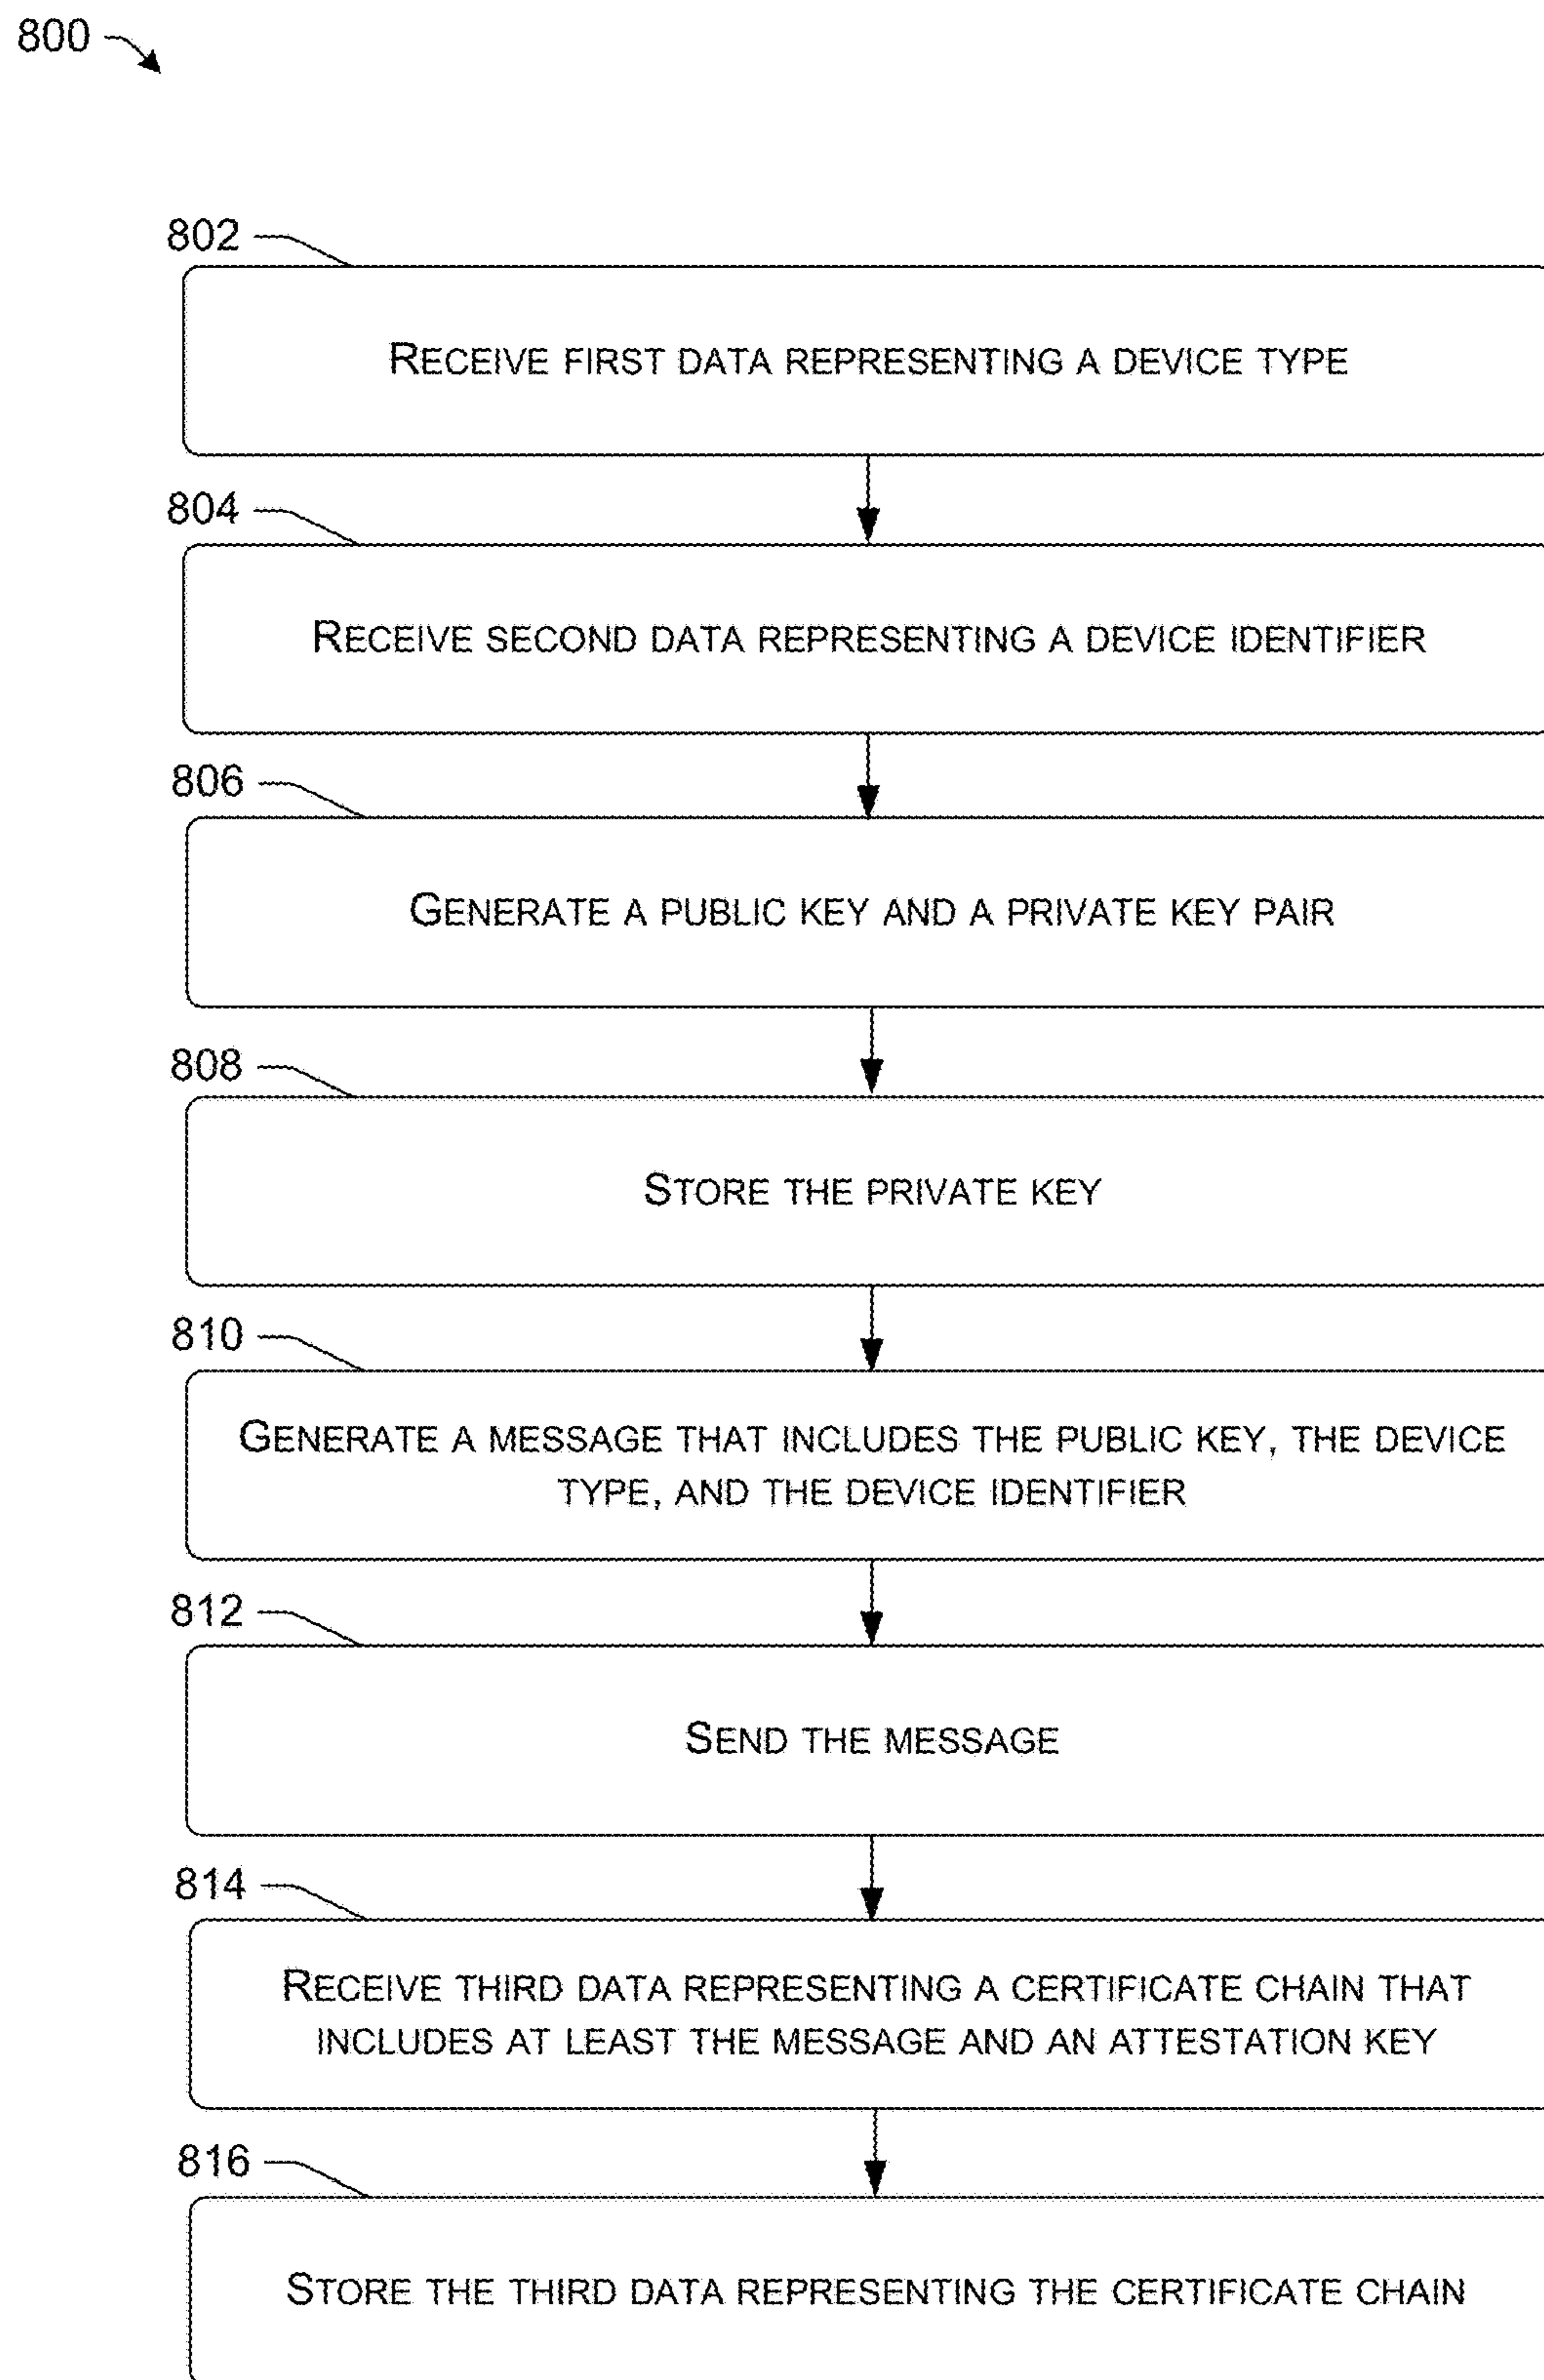 800
802
RECEIVE FIRST DATA REPRESENTING A DEVICE TYPE
804
RECEIVE SECOND DATA REPRESENTING A DEVICE IDENTIFIER
806
GENERATE A PUBLIC KEY AND A PRIVATE KEY PAIR
808
STORE THE PRIVATE KEY
810
GENERATE A MESSAGE THAT INCLUDES THE PUBLIC KEY, THE DEVICE
TYPE, AND THE DEVICE IDENTIFIER
812
SEND THE MESSAGE
814
RECEIVE THIRD DATA REPRESENTING A CERTIFICATE CHAIN THAT
INCLUDES AT LEAST THE MESSAGE AND AN ATTESTATION KEY
816
STORE THE THIRD DATA REPRESENTING THE CERTIFICATE CHAIN